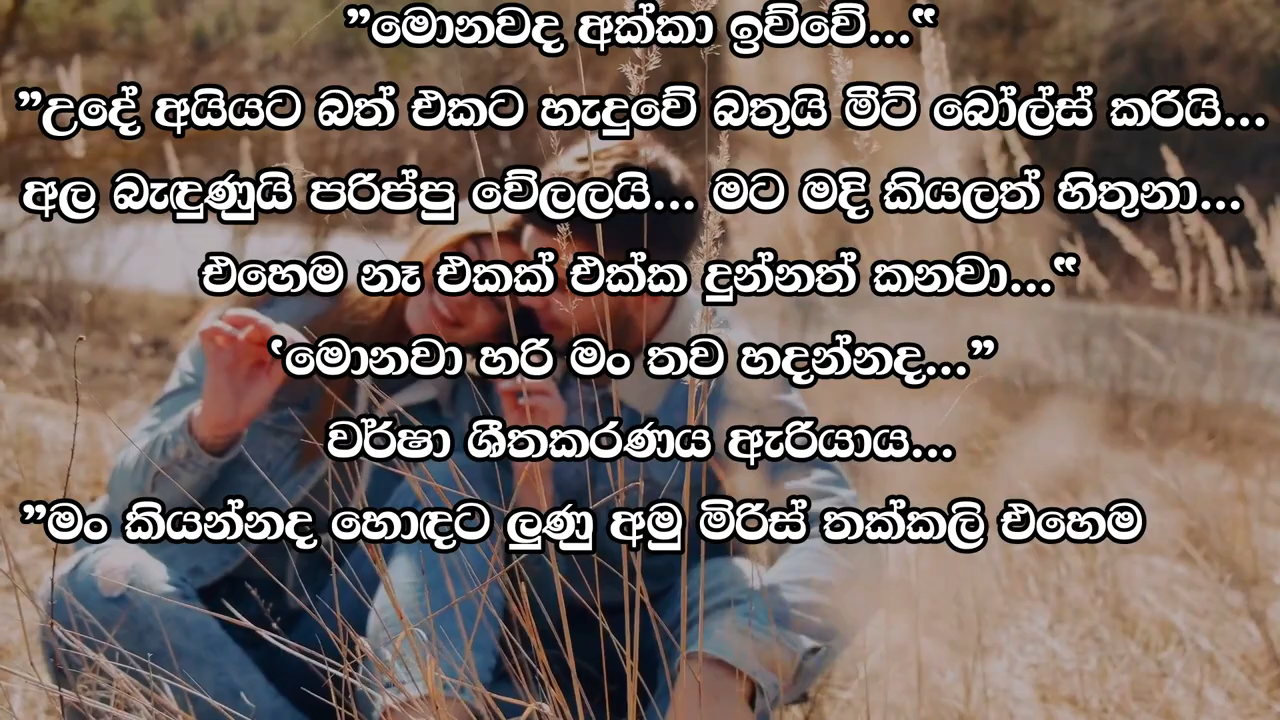 ”මොනවද අක්කා ඉව්වේ...“
”උදේ අයියට බත් එකට හැදුවේ බතුයි මීට් බෝල්ස් කරියි...
අල බැඳුණුයි පරිප්පු වේලලයි... මට මදි කියලත් හිතුනා...
එහෙම නෑ එකක් එක්ක දුන්නත් කනවා...“
‛මොනවා හරි මං තව හදන්නද...”
වර්ෂා ශීතකරණය ඇරියාය...
”මං කියන්නද හොඳට ලුණු අමු මිරිස් තක්කලි එහෙම